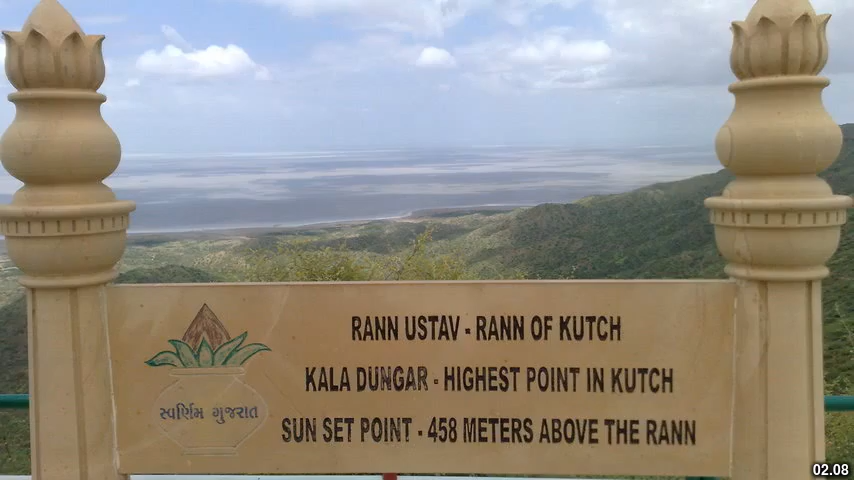 RANN USTAV - RANN OF KUTCH
KALA DUNGAR - HIGHEST POINT IN KUTCH
SUN SET POINT - 458 METERS ABOVE THE RANN
સ્વર્ણિમ ગુજરાત
02.08